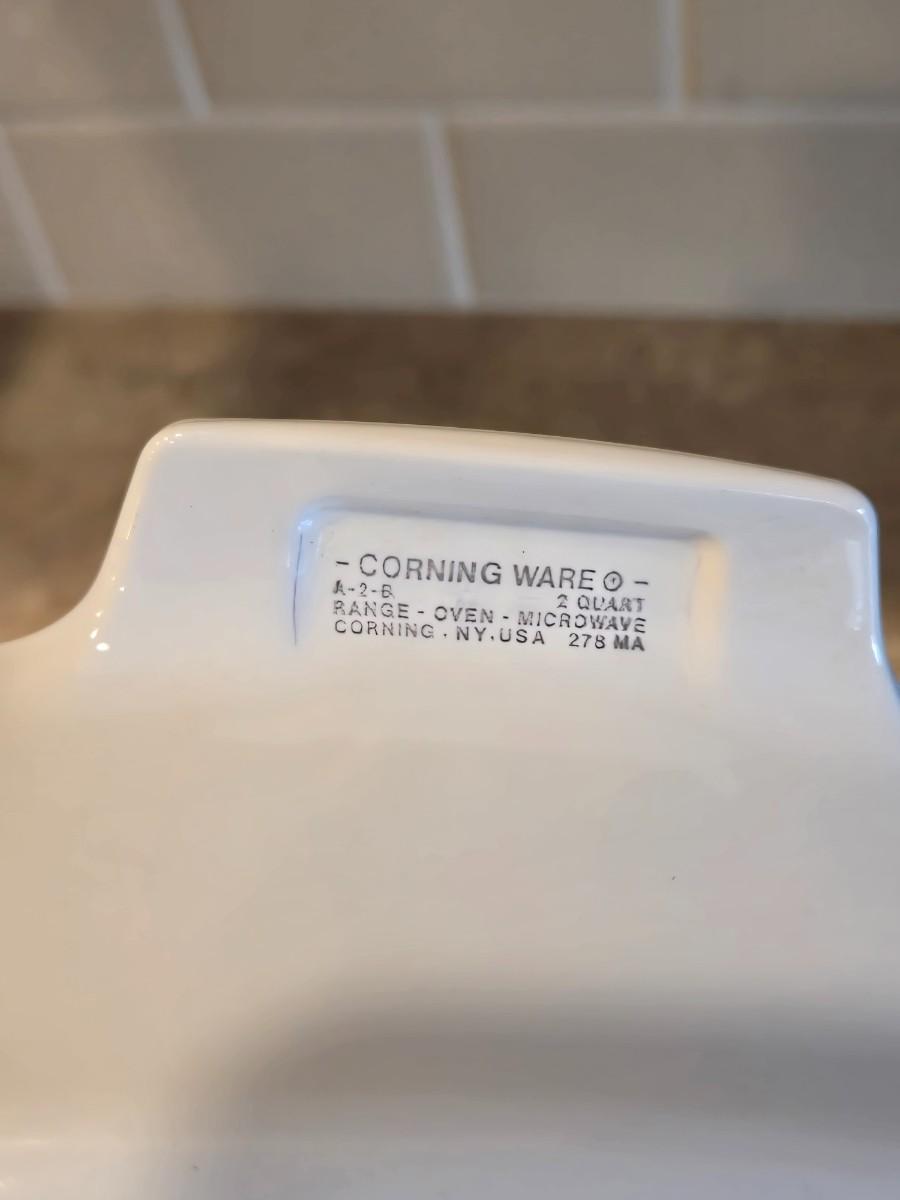 - CORNING WARE ® -
A-2-B 2 QUART
RANGE - OVEN - MICROWAVE
CORNING . NY. USA 278 MA